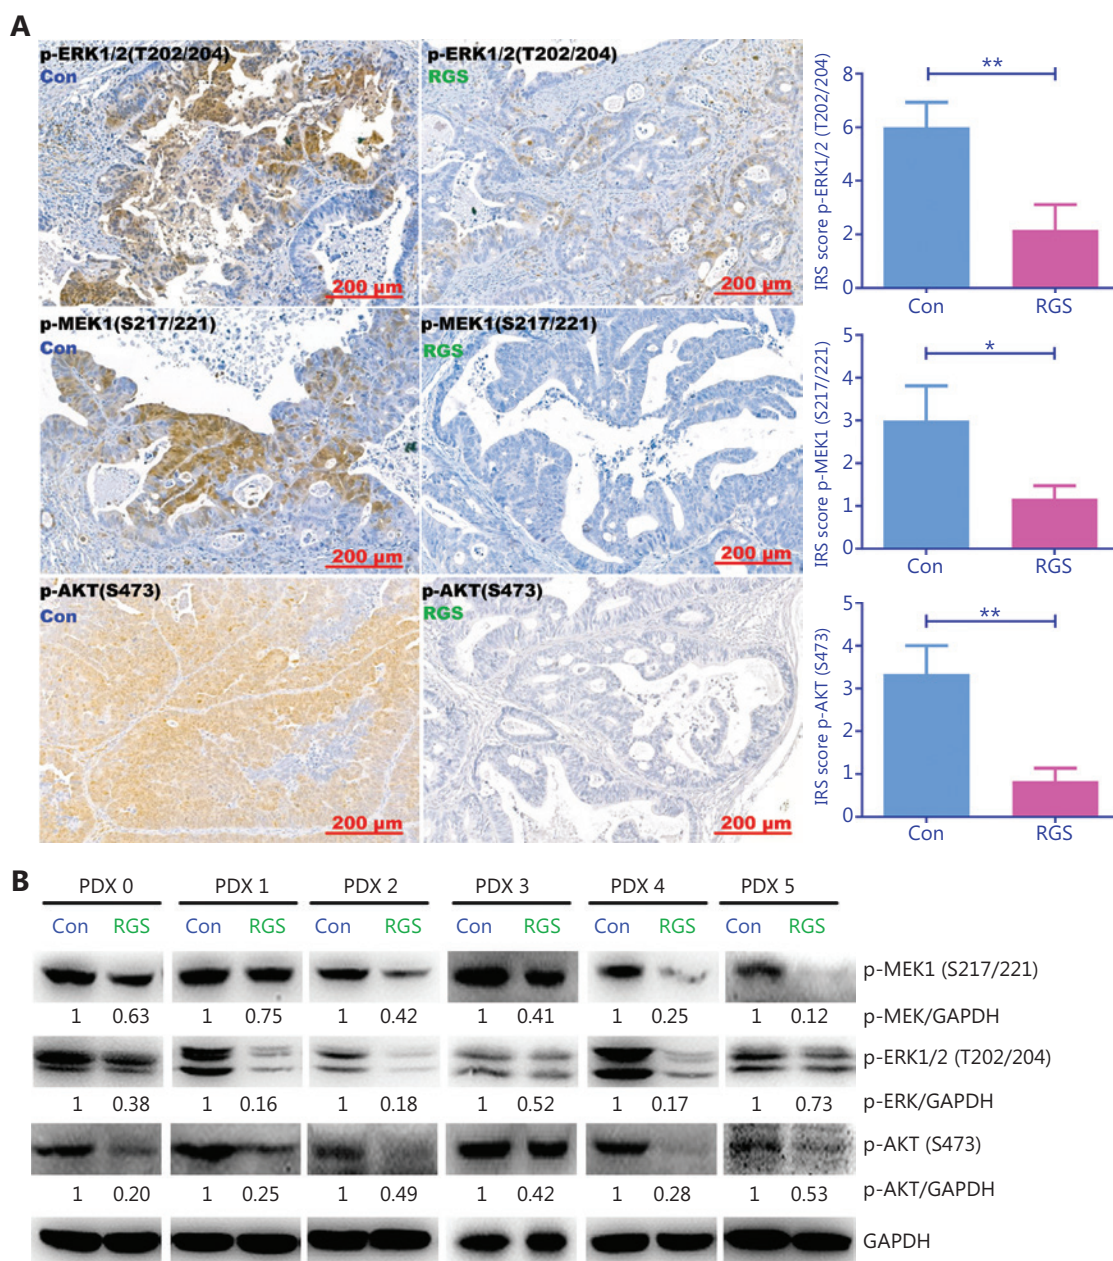 A
p-ERK1/2(T202/204)
Con
200 µm
p-ERK1/2(T202/204)
RGS
200 µm
IRS score p-ERK1/2 (T202/204)
8
6
4
2
0
**
Con RGS
p-MEK1(S217/221)
Con
200 µm
p-MEK1(S217/221)
RGS
200 µm
IRS score p-MEK1 (S217/221)
5
4
3
2
1
0
*
Con RGS
p-AKT(S473)
Con
200 µm
p-AKT(S473)
RGS
200 µm
IRS score p-AKT (S473)
5
4
3
2
1
0
**
Con RGS
B
PDX 0 PDX 1 PDX 2 PDX 3 PDX 4 PDX 5
Con RGS Con RGS Con RGS Con RGS Con RGS Con RGS
p-MEK1 (S217/221)
1 0.63 1 0.75 1 0.42 1 0.41 1 0.25 1 0.12 p-MEK/GAPDH
p-ERK1/2 (T202/204)
1 0.38 1 0.16 1 0.18 1 0.52 1 0.17 1 0.73 p-ERK/GAPDH
p-AKT (S473)
1 0.20 1 0.25 1 0.49 1 0.42 1 0.28 1 0.53 p-AKT/GAPDH
GAPDH